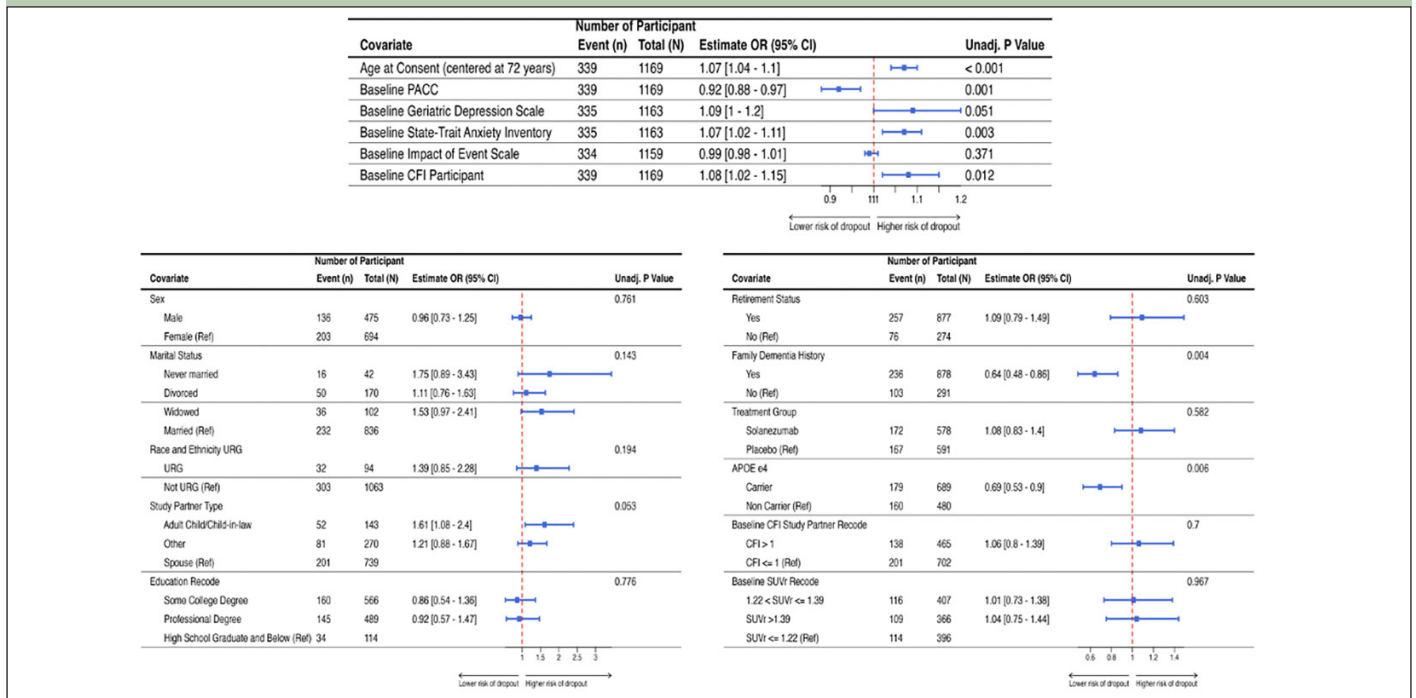 Number of Participant
Covariate Event (n) Total (N) Estimate OR (95% CI) Unadj. P Value
Age at Consent (centered at 72 years) 339 1169 1.07 [1.04 - 1.1] < 0.001
Baseline PACC 339 1169 0.92 [0.88 - 0.97] 0.001
Baseline Geriatric Depression Scale 335 1163 1.09 [1 - 1.2] 0.051
Baseline State-Trait Anxiety Inventory 335 1163 1.07 [1.02 - 1.11] 0.003
Baseline Impact of Event Scale 334 1159 0.99 [0.98 - 1.01] 0.371
Baseline CFI Participant 339 1169 1.08 [1.02 - 1.15] 0.012
0.9 111 1.1 1.2
Lower risk of dropout Higher risk of dropout
Number of Participant
Covariate Event (n) Total (N) Estimate OR (95% CI) Unadj. P Value
Sex 0.761
Male 136 475 0.96 [0.73 - 1.25]
Female (Ref) 203 694
Marital Status 0.143
Never married 16 42 1.75 [0.89 - 3.43]
Divorced 50 170 1.11 [0.76 - 1.63]
Widowed 36 102 1.53 [0.97 - 2.41]
Married (Ref) 232 836
Race and Ethnicity URG 0.194
URG 32 94 1.39 [0.85 - 2.28]
Not URG (Ref) 303 1063
Study Partner Type 0.053
Adult Child/Child-in-law 52 143 1.61 [1.08 - 2.4]
Other 81 270 1.21 [0.88 - 1.67]
Spouse (Ref) 201 739
Education Recode 0.776
Some College Degree 160 566 0.86 [0.54 - 1.36]
Professional Degree 145 489 0.92 [0.57 - 1.47]
High School Graduate and Below (Ref) 34 114
1 1.5 2 2.5 3
Lower risk of dropout Higher risk of dropout
Number of Participant
Covariate Event (n) Total (N) Estimate OR (95% CI) Unadj. P Value
Retirement Status 0.603
Yes 257 877 1.09 [0.79 - 1.49]
No (Ref) 76 274
Family Dementia History 0.004
Yes 236 878 0.64 [0.48 - 0.86]
No (Ref) 103 291
Treatment Group 0.582
Solanezumab 172 578 1.08 [0.83 - 1.4]
Placebo (Ref) 167 591
APOE e4 0.006
Carrier 179 689 0.69 [0.53 - 0.9]
Non Carrier (Ref) 160 480
Baseline CFI Study Partner Recode 0.7
CFI > 1 138 465 1.06 [0.8 - 1.39]
CFI <= 1 (Ref) 201 702
Baseline SUVr Recode 0.967
1.22 < SUVr <= 1.39 116 407 1.01 [0.73 - 1.38]
SUVr >1.39 109 366 1.04 [0.75 - 1.44]
SUVr <= 1.22 (Ref) 114 396
0.6 0.8 1 1.2 1.4
Lower risk of dropout Higher risk of dropout